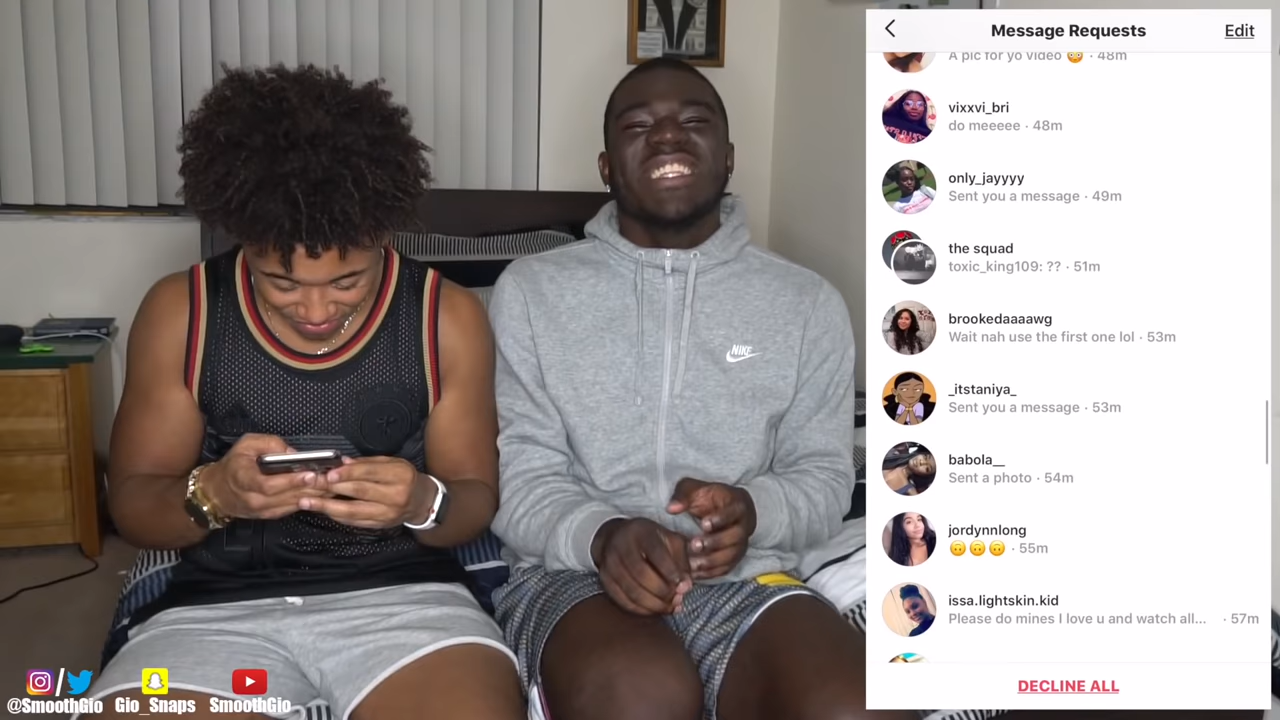 Message Requests
Edit
A pic for yo video 😳 · 48m
vixxvi_bri
do meeeee · 48m
only_jayyyy
Sent you a message · 49m
the squad
toxic_king109: ?? · 51m
brookedaaaawg
Wait nah use the first one lol · 53m
_itstaniya_
Sent you a message · 53m
babola__
Sent a photo · 54m
jordynnlong
🙃 🙃 🙃 · 55m
issa.lightskin.kid
Please do mines I love u and watch all... · 57m
DECLINE ALL
NIKE
@SmoothGio
Gio_Snaps
SmoothGio